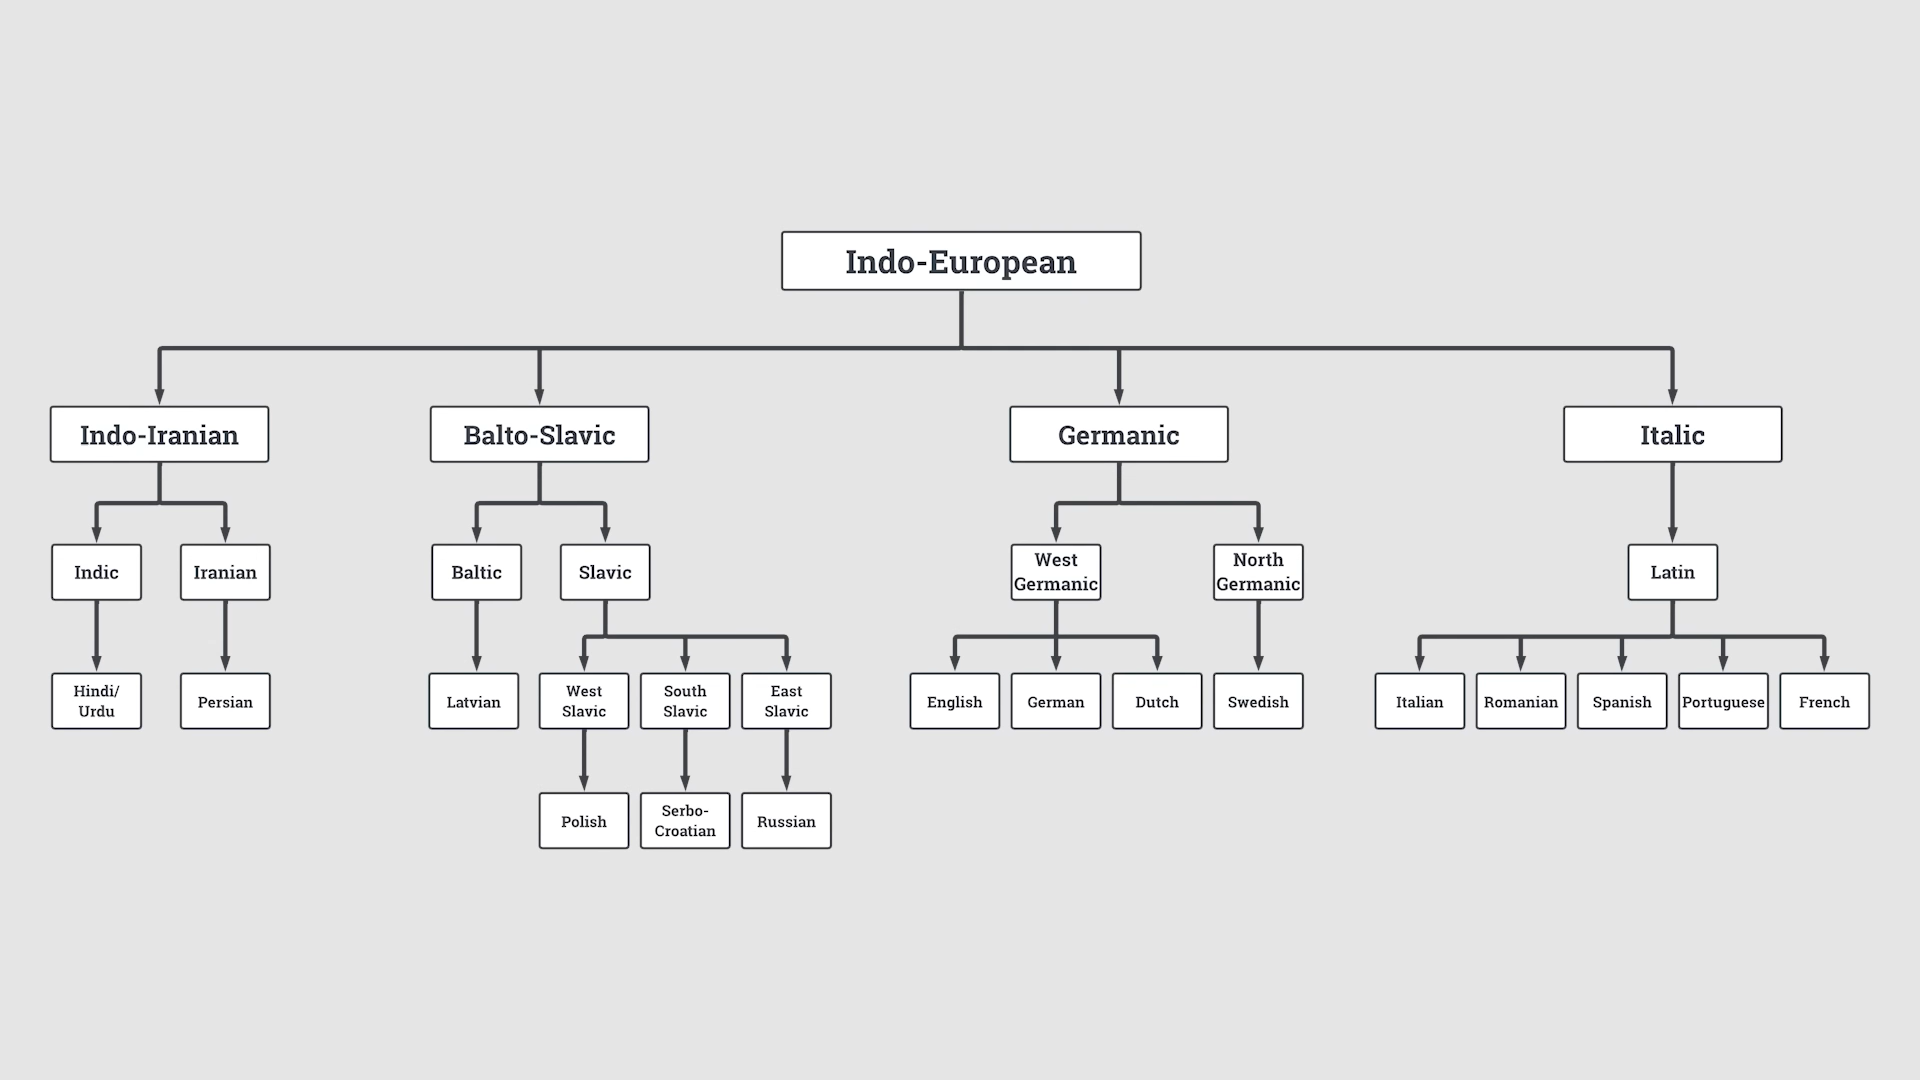 Indo-European
Indo-Iranian
Balto-Slavic
Germanic
Italic
Indic
Iranian
Baltic
Slavic
West
Germanic
North
Germanic
Latin
Hindi/
Urdu
Persian
Latvian
West
Slavic
South
Slavic
East
Slavic
English
German
Dutch
Swedish
Italian
Romanian
Spanish
Portuguese
French
Polish
Serbo-
Croatian
Russian